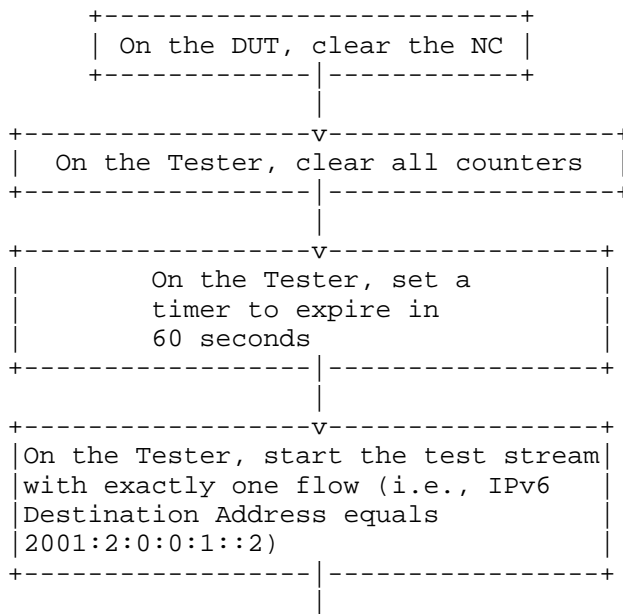 On the DUT, clear the NC
On the Tester, clear all counters
On the Tester, set a
timer to expire in
60 seconds
On the Tester, start the test stream
with exactly one flow (i.e., IPv6
Destination Address equals
2001:2:0:0:1::2)